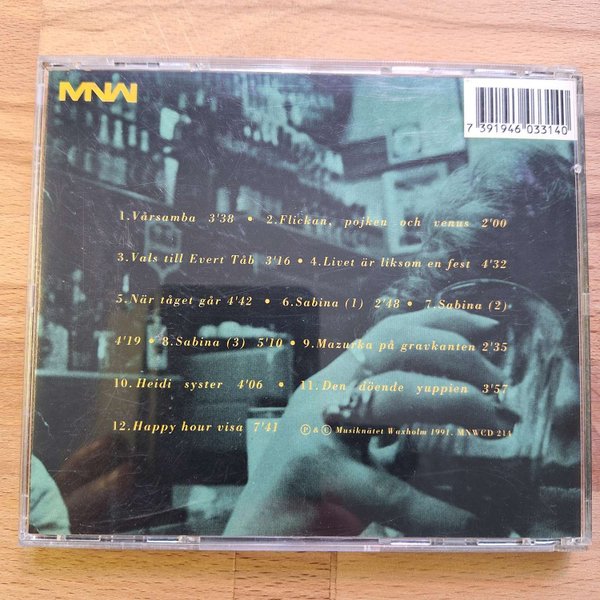 MNW
7 391946 033140
1.Vårsamba 3'38 • 2.Flickan, pojken och venus 2'00
3.Vals till Evert Tåb 3'16 • 4.Livet är liksom en fest 4'32
5.När tåget går 4'42 • 6.Sabina (1) 2'48 • 7.Sabina (2)
4'19 • 8.Sabina (3) 5'10 • 9.Mazurka på gravkanten 2'35
10.Heidi syster 4'06 • 11.Den döende yuppien 3'57
12.Happy hour visa 7'41 Ⓟ & © Musiknätet Waxholm 1991. MNWCD 214